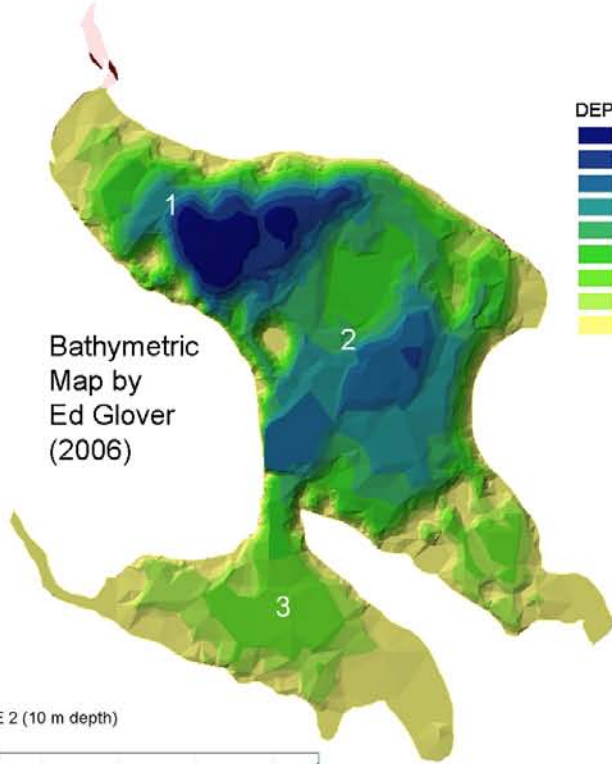 DEP
1
2
Bathymetric
Map by
Ed Glover
(2006)
3
E 2 (10 m depth)